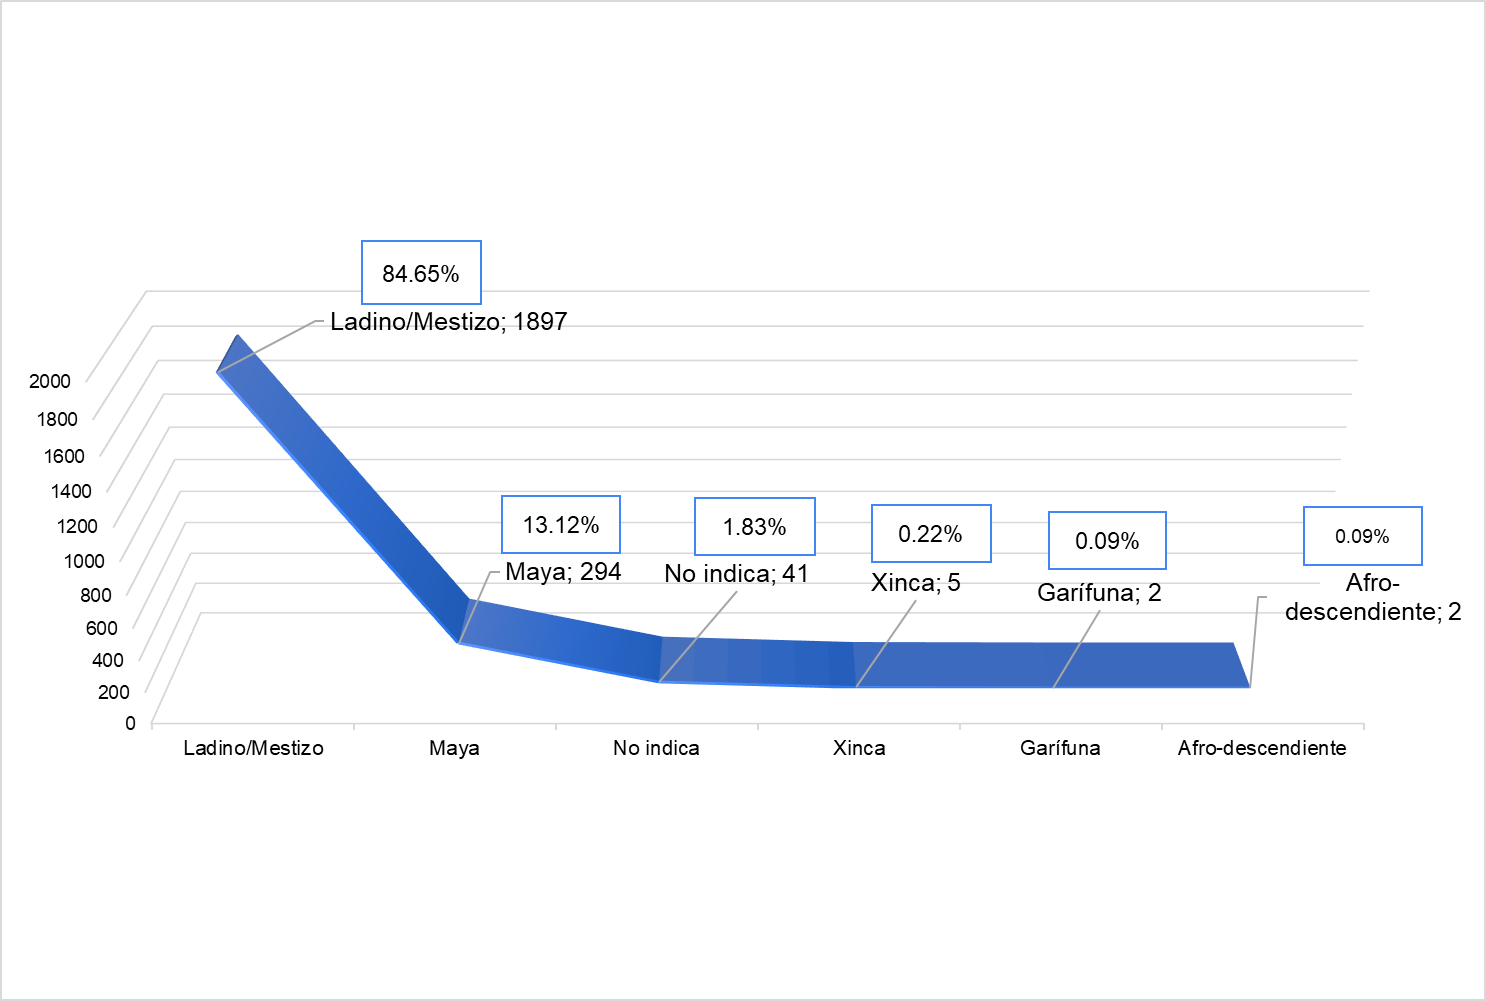 84.65%
Ladino/Mestizo; 1897
2000
1800
1600
1400
1200
1000
800
600
400
200
0
13.12%
Maya; 294
1.83%
No indica; 41
0.22%
Xinca; 5
0.09%
Garífuna; 2
0.09%
Afro-
descendiente; 2
Ladino/Mestizo
Maya
No indica
Xinca
Garífuna
Afro-descendiente